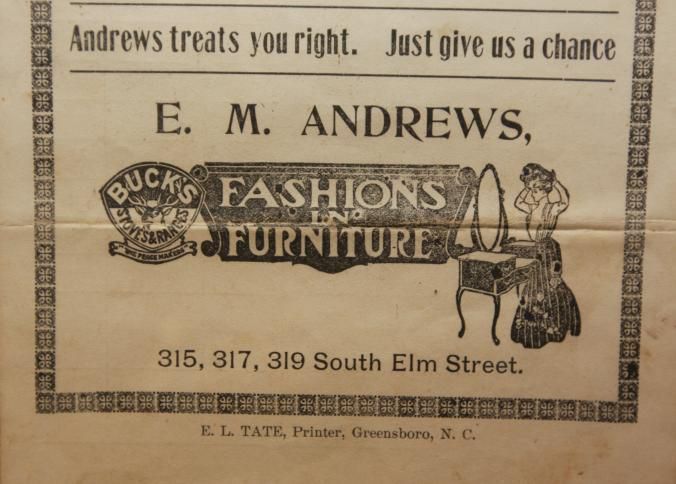 Andrews treats you right. Just give us a chance
E. M. ANDREWS,
BUCK'S
STOVES & RANGES
THE PEACE MAKERS
FASHIONS
IN
FURNITURE
315, 317, 319 South Elm Street.
E. L. TATE, Printer, Greensboro, N. C.